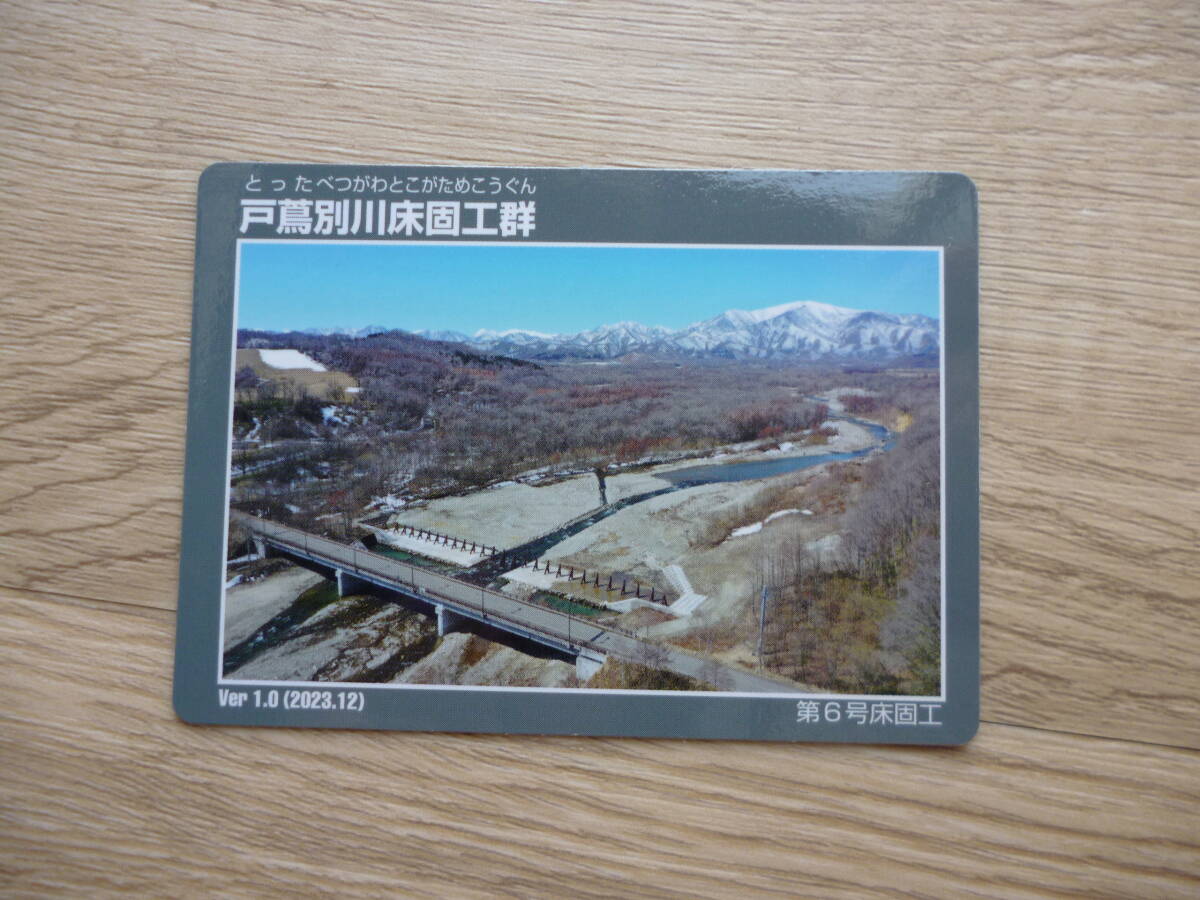 とったべつがわとこがためこうぐん
戸蔦別川床固工群
Ver 1.0 (2023.12)
第6号床固工